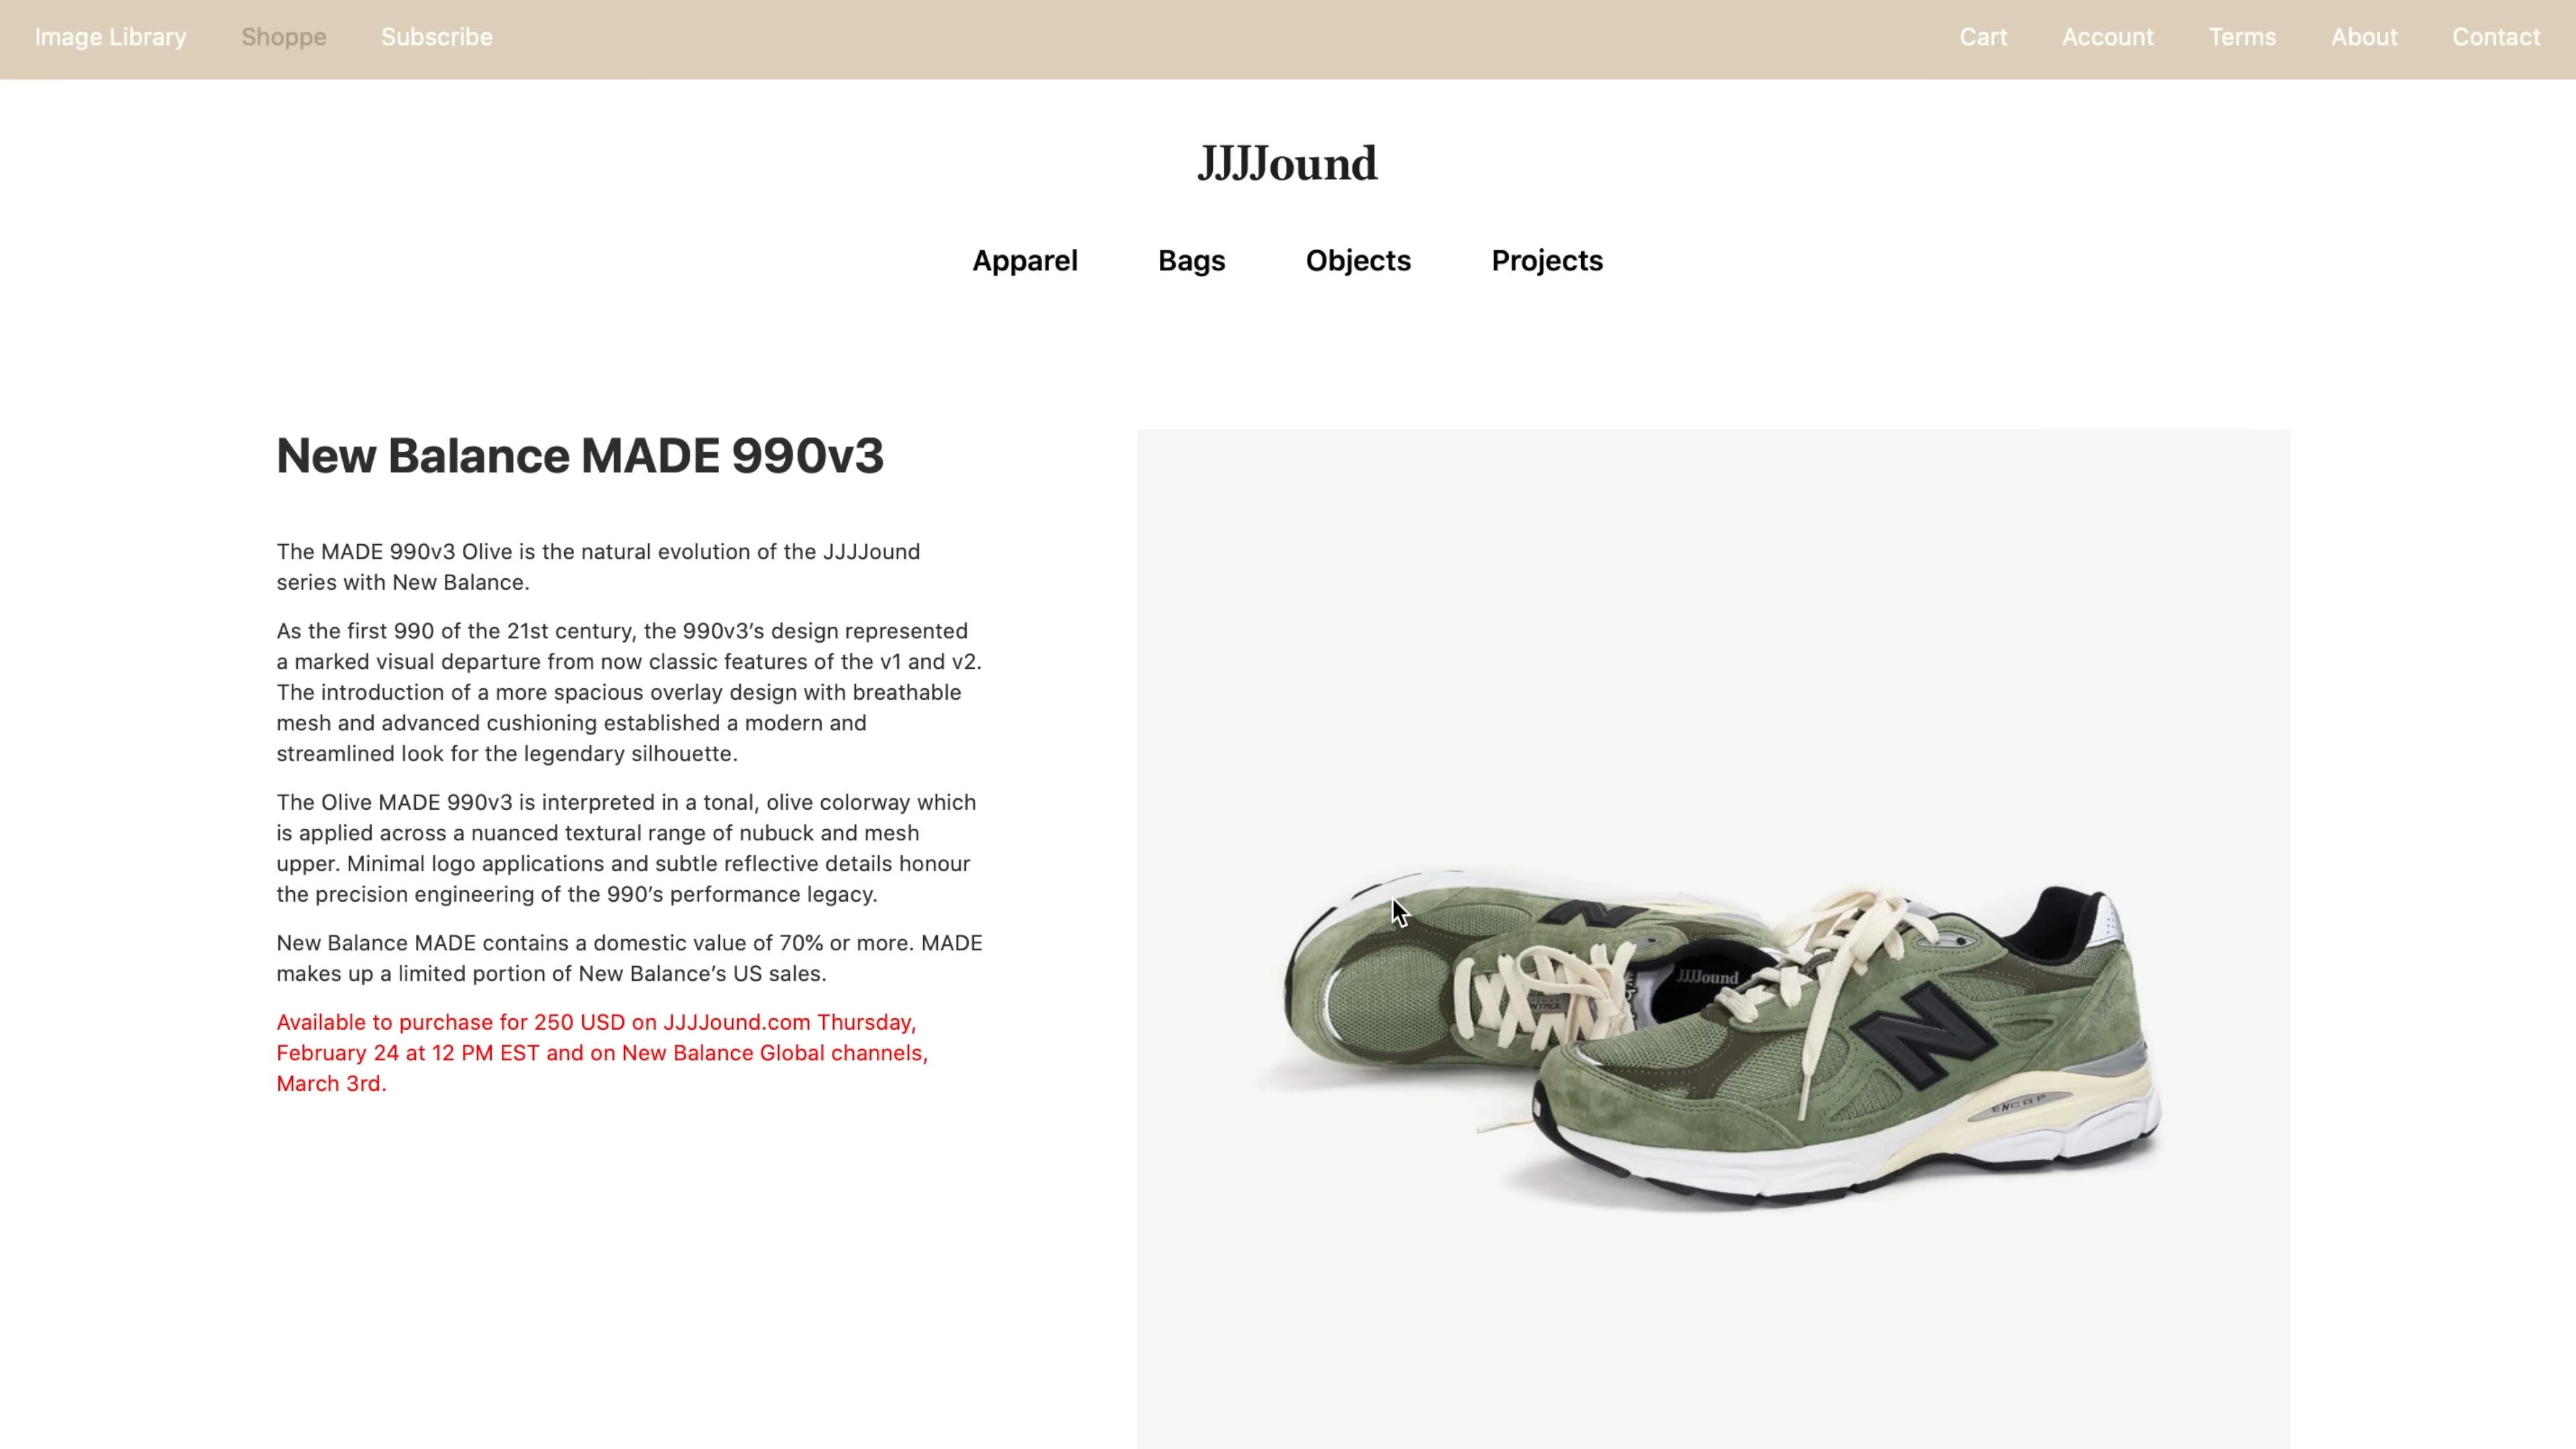 Image Library Shoppe Subscribe Cart Account Terms About Contact
JJJJound
Apparel Bags Objects Projects
New Balance MADE 990v3
The MADE 990v3 Olive is the natural evolution of the JJJJound
series with New Balance.
As the first 990 of the 21st century, the 990v3’s design represented
a marked visual departure from now classic features of the v1 and v2.
The introduction of a more spacious overlay design with breathable
mesh and advanced cushioning established a modern and
streamlined look for the legendary silhouette.
The Olive MADE 990v3 is interpreted in a tonal, olive colorway which
is applied across a nuanced textural range of nubuck and mesh
upper. Minimal logo applications and subtle reflective details honour
the precision engineering of the 990’s performance legacy.
New Balance MADE contains a domestic value of 70% or more. MADE
makes up a limited portion of New Balance’s US sales.
Available to purchase for 250 USD on JJJJound.com Thursday,
February 24 at 12 PM EST and on New Balance Global channels,
March 3rd.
N
JJJJound
N
ENCAP